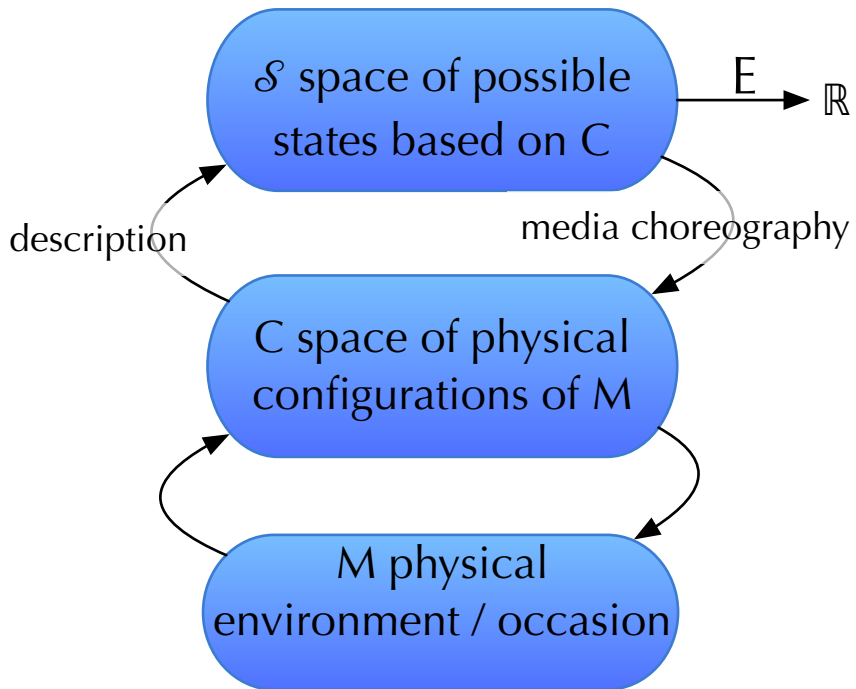 𝒮 space of possible
states based on C
E
ℝ
description
media choreography
C space of physical
configurations of M
M physical
environment / occasion